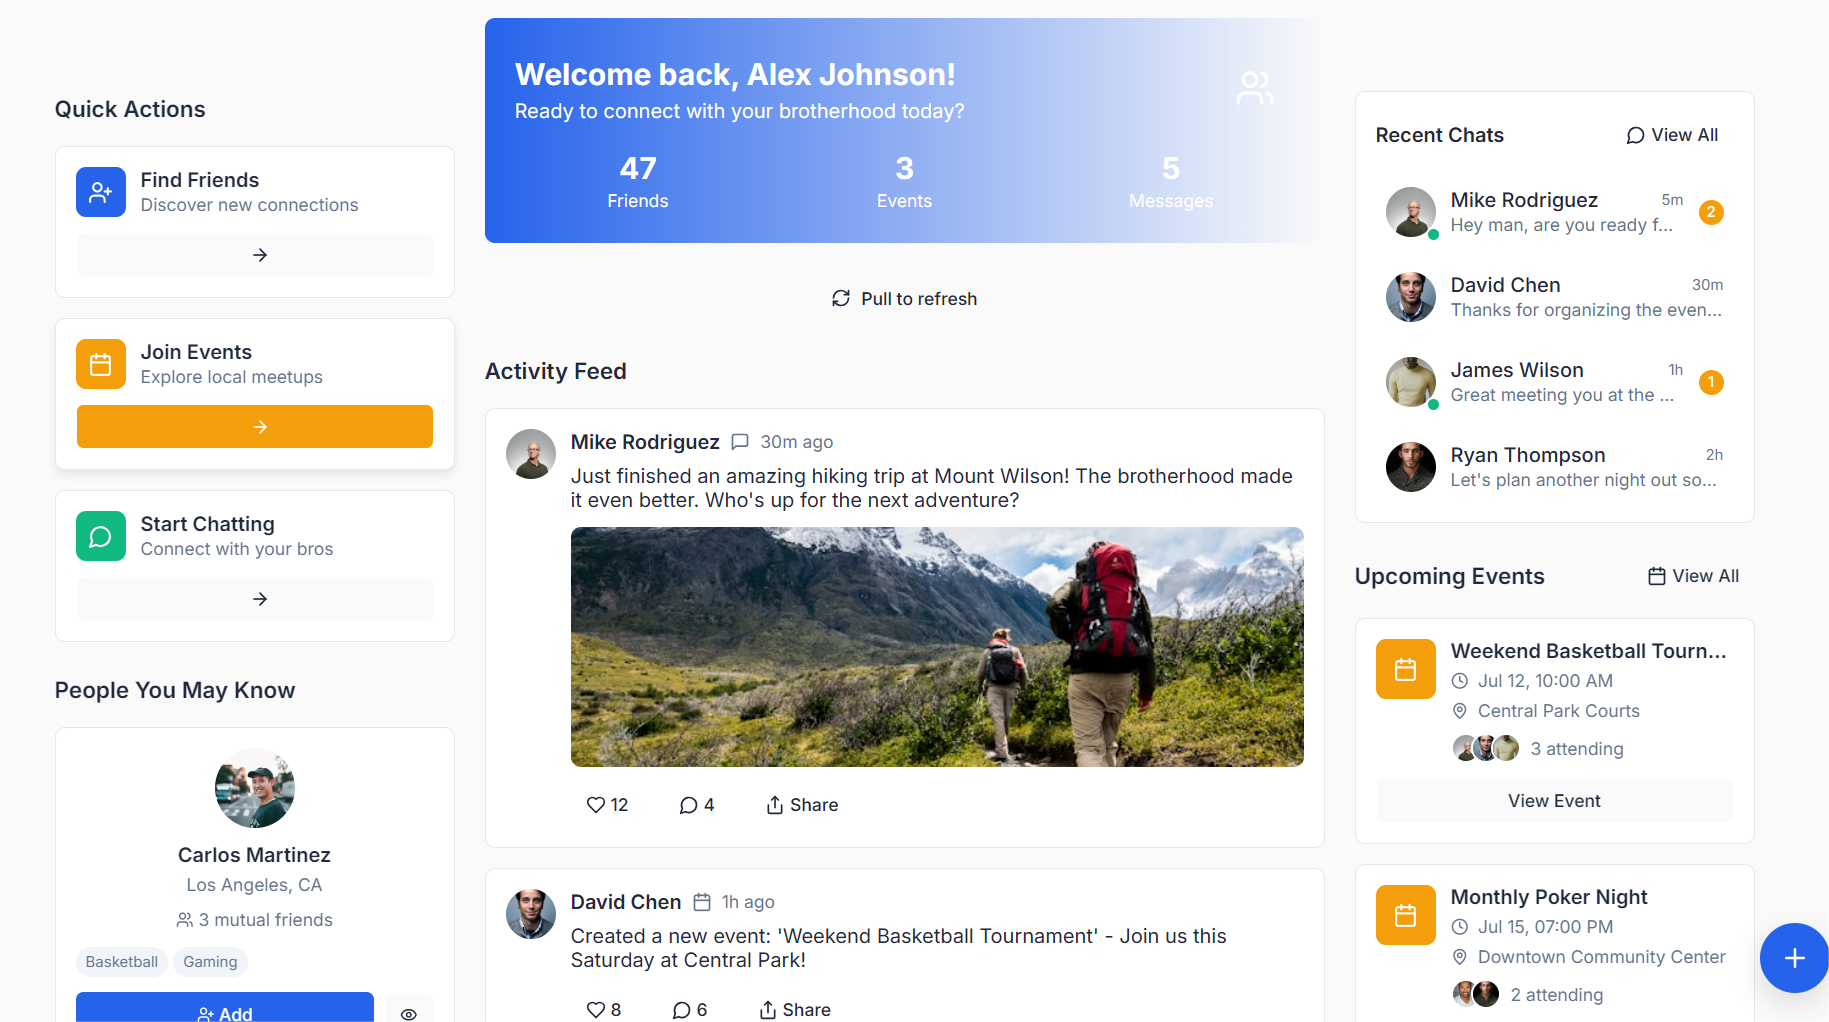 Quick Actions
Find Friends
Discover new connections
Join Events
Explore local meetups
Start Chatting
Connect with your bros
People You May Know
Carlos Martinez
Los Angeles, CA
3 mutual friends
Basketball
Gaming
Add
Welcome back, Alex Johnson!
Ready to connect with your brotherhood today?
47
Friends
3
Events
5
Messages
Pull to refresh
Activity Feed
Mike Rodriguez 30m ago
Just finished an amazing hiking trip at Mount Wilson! The brotherhood made
it even better. Who's up for the next adventure?
12 4 Share
David Chen 1h ago
Created a new event: 'Weekend Basketball Tournament' - Join us this
Saturday at Central Park!
8 6 Share
Recent Chats
View All
Mike Rodriguez 5m
Hey man, are you ready f...
2
David Chen 30m
Thanks for organizing the even...
James Wilson 1h
Great meeting you at the ...
1
Ryan Thompson 2h
Let's plan another night out so...
Upcoming Events
View All
Weekend Basketball Tourn...
Jul 12, 10:00 AM
Central Park Courts
3 attending
View Event
Monthly Poker Night
Jul 15, 07:00 PM
Downtown Community Center
2 attending